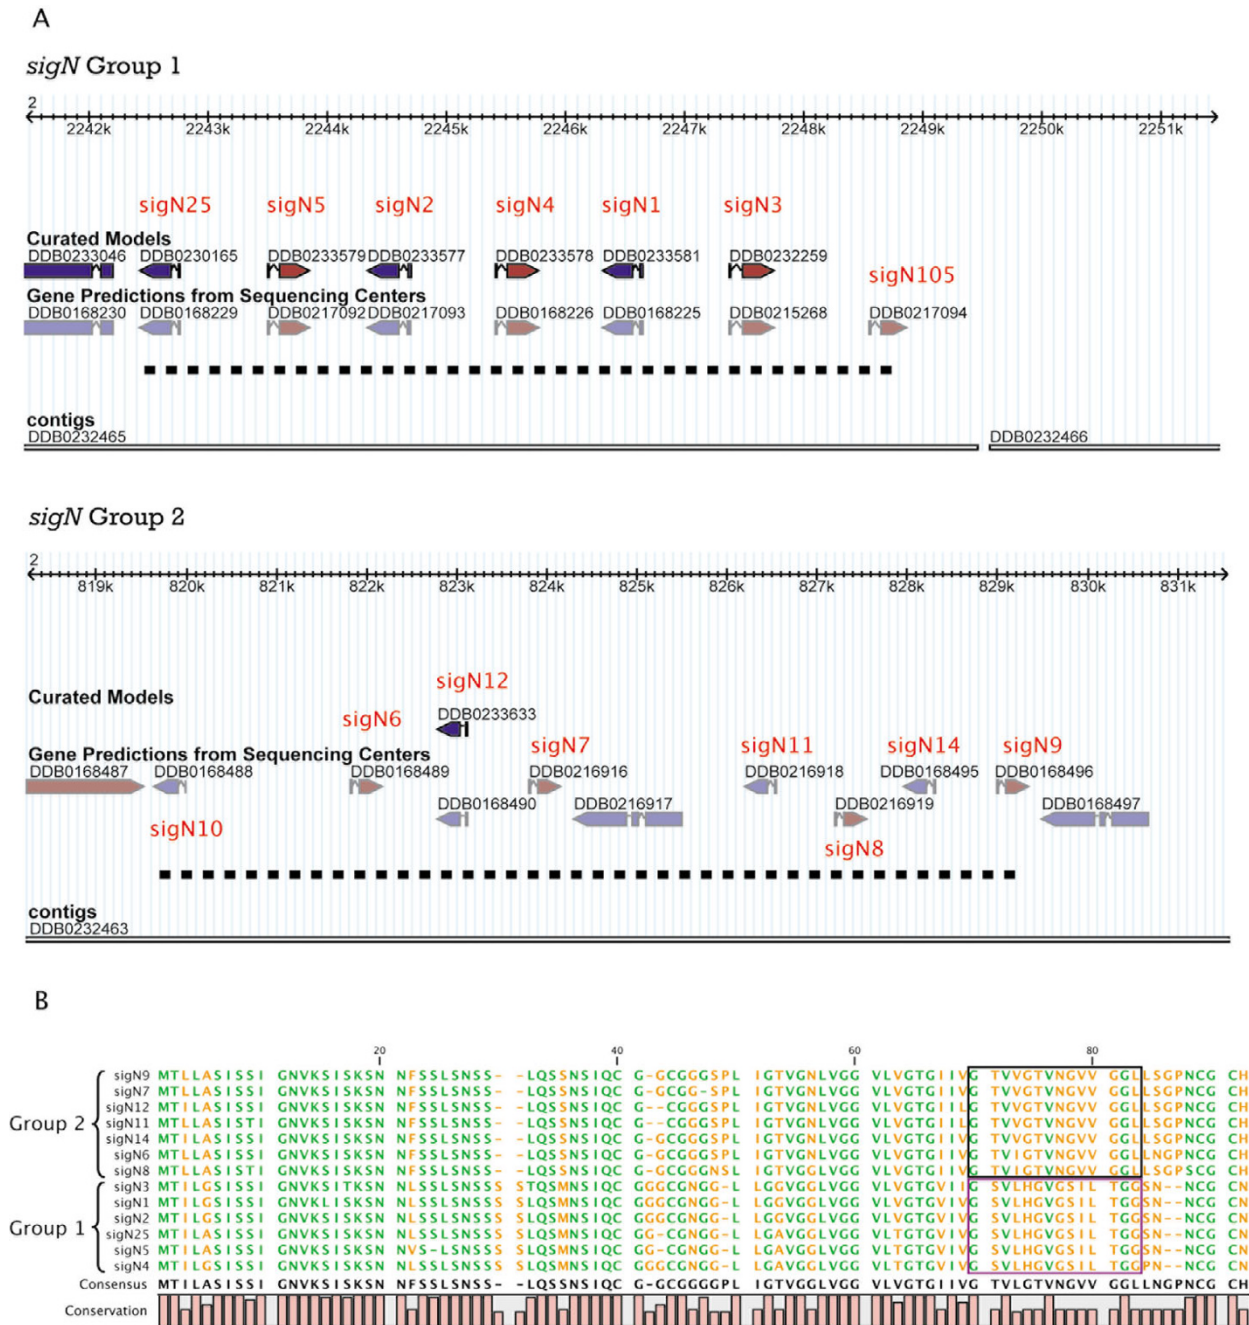 A
sigN Group 1
2
2242k 2243k 2244k 2245k 2246k 2247k 2248k 2249k 2250k 2251k
sigN25 sigN5 sigN2 sigN4 sigN1 sigN3
Curated Models
DDB0233046 DDB0230165 DDB0233579 DDB0233577 DDB0233578 DDB0233581 DDB0232259
sigN105
Gene Predictions from Sequencing Centers
DDB0168230 DDB0168229 DDB0217092 DDB0217093 DDB0168226 DDB0168225 DDB0215268 DDB0217094
contigs
DDB0232465 DDB0232466
sigN Group 2
2
819k 820k 821k 822k 823k 824k 825k 826k 827k 828k 829k 830k 831k
sigN12
Curated Models
DDB0233633
sigN6
Gene Predictions from Sequencing Centers
sigN7 sigN11 sigN14 sigN9
DDB0168487 DDB0168488 DDB0168489 DDB0216916 DDB0216918 DDB0168495 DDB0168496
DDB0168490 DDB0216917 DDB0216919 DDB0168497
sigN10 sigN8
contigs
DDB0232463
B
20 40 60 80
Group 2
sigN9 MTLLASISSI GNVKSISKSN NFSSLSNSS- -LQSSNSIQC G-GCGGGSPL IGTVGNLVGG VLVGTGIIVG TVVGTVNGVV GGLLSGPNCG CH
sigN7 MTLLASISSI GNVKSISKSN NFSSLSNSS- -LQSSNSIQC G-GCGG-SPL IGTVGNLVGG VLVGTGIIVG TVVGTVNGVV GGLLSGPNCG CH
sigN12 MTILASISSI GNVKSISKSN NFSSLSNSS- -LQSSNSIQC G--CGGGSPL IGTVGNLVGG VLVGTGIILG TVVGTVNGVV GGLLSGPNCG CH
sigN11 MTLLASISTI GNVKSISKSN NLSSLSNSS- -LQSSNSIQC G--CGGGSPL IGTVGNLVGG VLVGTGIILG TVVGTVNGVV GGLLSGPNCG CH
sigN14 MTILASISSI GNVKSISKSN NFSSLSNSS- -LQSSNSIQC G-GCGGGSPL IGTVGNLVGG VLVGTGIIVG TVVGTVNGVV GGLLSGPNCG CH
sigN6 MTLLASISSI GNVKSISKSN NFSSLSNSS- -LQSSNSIQC G-GCGGGSPL IGTVGNLVGG VLVGTGIIVG TVVGTVNGVV GGLLSGPNCG CH
sigN8 MTLLASISTI GNVKSISKSN NLSSLSNSS- -LQSSNSIQC G-GCGGGNSL IGTVGGLVGG VLVGTGIIVG TVIGTVNGVV GGLLSGPSCG CH
Group 1
sigN3 MTILGSISSI GNVKSITKSN NLSSLSNSSS STQSMNSIQC GGGCGNGG-L LGSVGGLVGG VLVGTGVIIG SVLHGVGSIL TGGSN--NCG CN
sigN1 MTILGSISSI GNVKLISKSN NLSSLSNSSS SLQSMNSIQC GGGCGNGG-L LGGVGGLVGG VLVGTGVIVG SVLHGVGSIL TGGSN--NCG CN
sigN2 MTILGSISSI GNVKSISKSN NLSSLSNSSS SLQSMNSIQC GGGCGNGG-L LGGVGGLVGG VLVGTGVIVG SVLHGVGSIL TGGSN--NCG CN
sigN25 MTILASISSI GNVKSISKSN NLSSLSNSSS SLQSMNSIQC GG-CGNGG-L LGAVGGLVGG VLTGTGVIVG SVLHGVGSIL TGGSN--NCG CN
sigN5 MTILASISSI GNVKSISKSN NVS-LSNSSS SLQSMNSIQC GG-CGNGG-L LGAVGGLVGG VLTGTGVIVG SVLHGVGSIL TGGSN--NCG CN
sigN4 MTILGSISSI GNVKSISKSN NLSSLSNSSS SLQSMNSIQC GGGCGNGG-L LGGVGGLVGG VLTGTGVIVG SVLHGVGSIL TGGPN--NCG CN
Consensus MTILASISSI GNVKSISKSN NFSSLSNSS- -LQSSNSIQC G-GCGGGGPL IGTVGGLVGG VLVGTGIIVG TVLGTVNGVV GGLLNGPNCG CH
Conservation